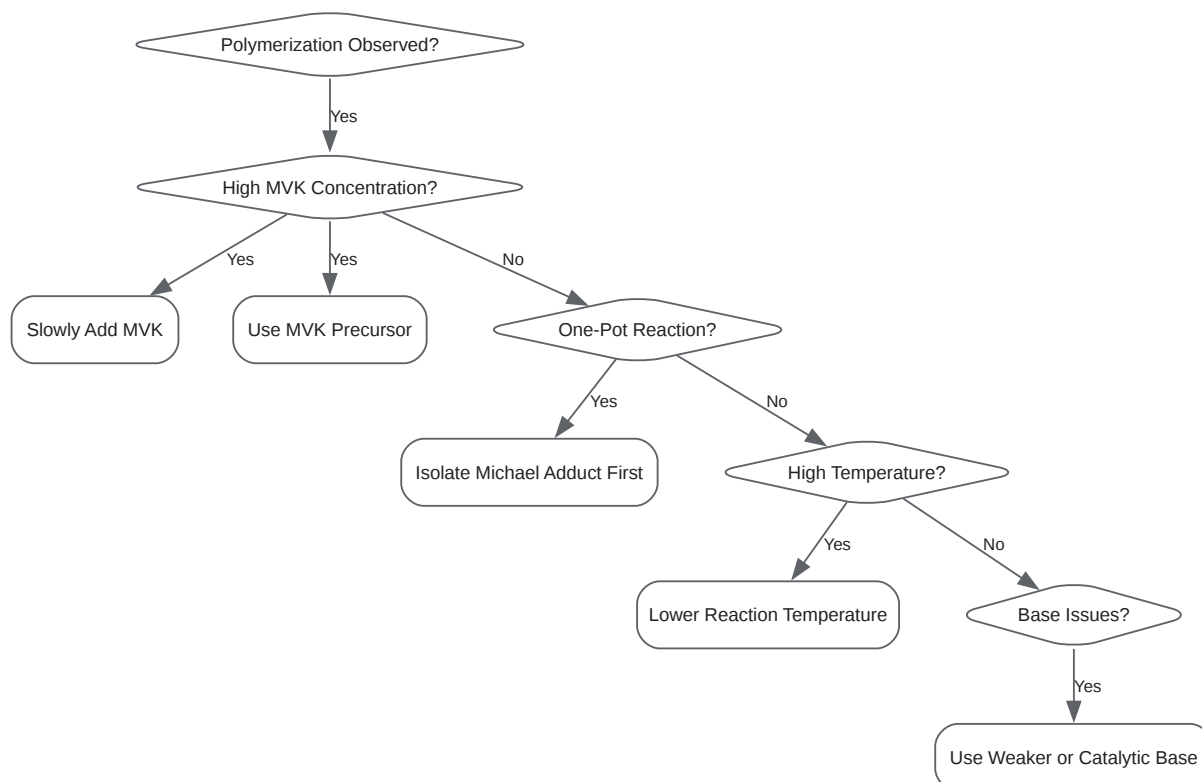 Polymerization Observed?
Yes
High MVK Concentration?
Yes
Yes
No
Slowly Add MVK
Use MVK Precursor
One-Pot Reaction?
Yes
No
Isolate Michael Adduct First
High Temperature?
Yes
No
Lower Reaction Temperature
Base Issues?
Yes
Use Weaker or Catalytic Base